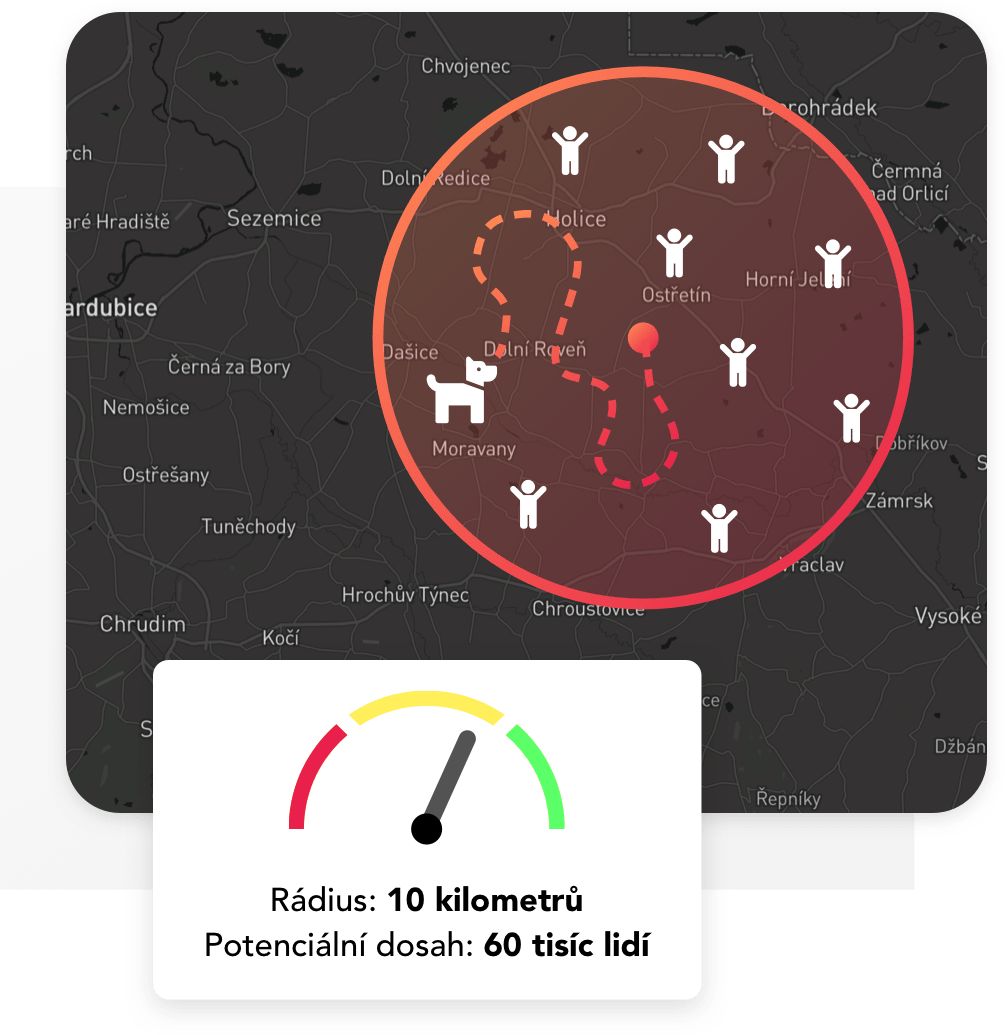 Chvojenec
Borohrádek
rch
Dolní Ředice
Čermná
nad Orlicí
aré Hradiště
Sezemice
Holice
Horní Jelení
Ostřetín
ardubice
Dašice
Dolní Roveň
Černá za Bory
Nemošice
Moravany
Dobříkov
S
Ostřešany
Zámrsk
Tuněchody
Vraclav
Hrochův Týnec
Chroustovice
Vysoké
Chrudim
Kočí
ce
S
Džbán
Řepníky
Rádius: 10 kilometrů
Potenciální dosah: 60 tisíc lidí